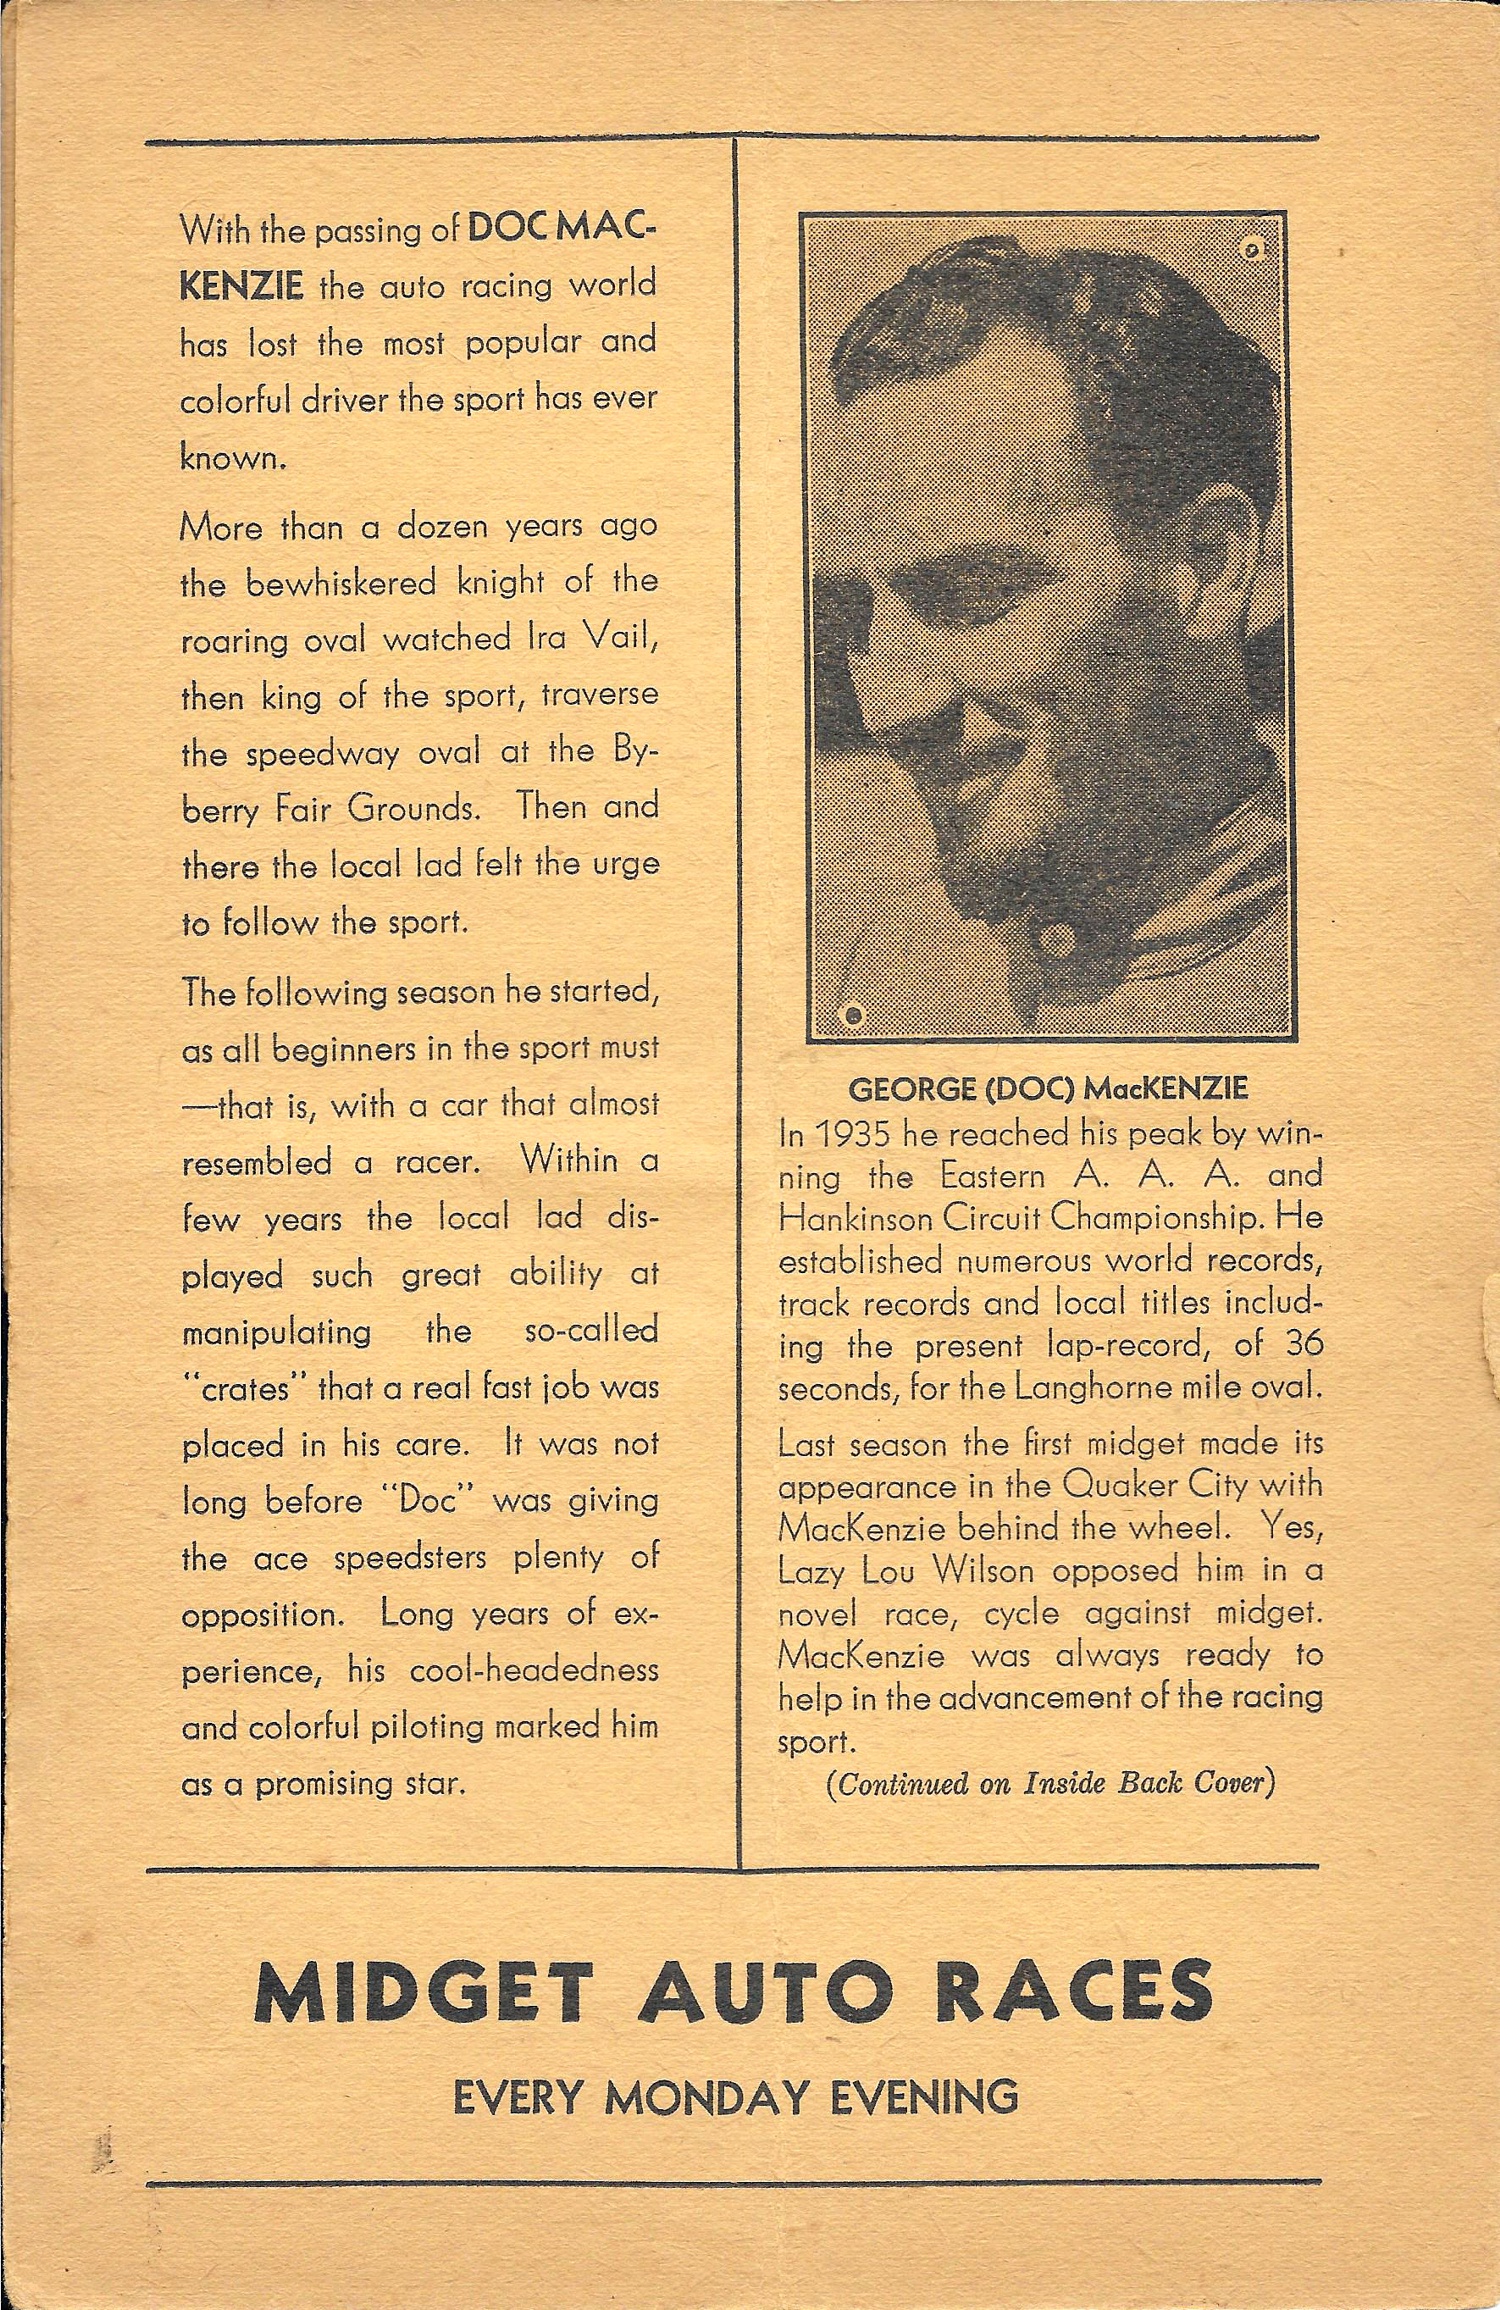 With the passing of DOC MAC-
KENZIE the auto racing world
has lost the most popular and
colorful driver the sport has ever
known.
More than a dozen years ago
the bewhiskered knight of the
roaring oval watched Ira Vail,
then king of the sport, traverse
the speedway oval at the By-
berry Fair Grounds. Then and
there the local lad felt the urge
to follow the sport.
The following season he started,
as all beginners in the sport must
—that is, with a car that almost
resembled a racer. Within a
few years the local lad dis-
played such great ability at
manipulating the so-called
"crates" that a real fast job was
placed in his care. It was not
long before "Doc" was giving
the ace speedsters plenty of
opposition. Long years of ex-
perience, his cool-headedness
and colorful piloting marked him
as a promising star.
GEORGE (DOC) MacKENZIE
In 1935 he reached his peak by win-
ning the Eastern A. A. A. and
Hankinson Circuit Championship. He
established numerous world records,
track records and local titles includ-
ing the present lap-record, of 36
seconds, for the Langhorne mile oval.
Last season the first midget made its
appearance in the Quaker City with
MacKenzie behind the wheel. Yes,
Lazy Lou Wilson opposed him in a
novel race, cycle against midget.
MacKenzie was always ready to
help in the advancement of the racing
sport.
(Continued on Inside Back Cover)
MIDGET AUTO RACES
EVERY MONDAY EVENING